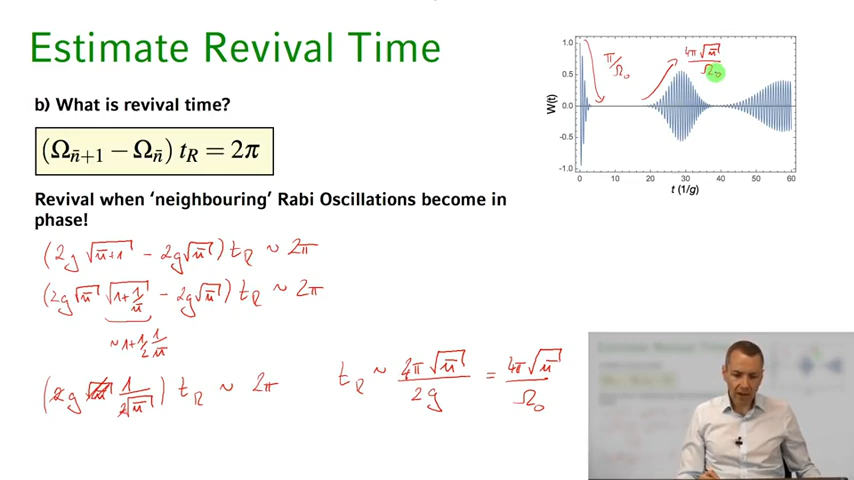 Estimate Revival Time
b) What is revival time?
(Ω_{n̄+1} − Ω_{n̄}) t_R = 2π
Revival when ‘neighbouring’ Rabi Oscillations become in
phase!
(2g √(n̄+1) − 2g√n̄) t_R ~ 2π
(2g√n̄ √(1+1/n̄) − 2g√n̄) t_R ~ 2π
~1+1/2 1/n̄
(2g √n̄ 1/(2√n̄)) t_R ~ 2π
t_R ~ 4π√n̄/2g = 4π√n̄/Ω₀
π/Ω₀
4π√n̄/Ω₀
W(t)
1.0
0.5
0.0
-0.5
-1.0
0 10 20 30 40 50 60
t (1/g)